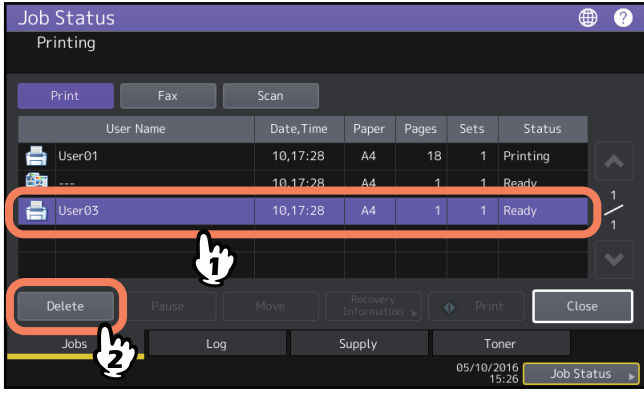 Job Status ?
Printing
Print Fax Scan
User Name Date,Time Paper Pages Sets Status
User01 10,17:28 A4 18 1 Printing
--- 10,17:28 A4 1 1 Ready
User03 10,17:28 A4 1 1 Ready
1
1
1
Delete Pause Move Recovery Information Print Close
2
Jobs Log Supply Toner
05/10/2016
15:26
Job Status